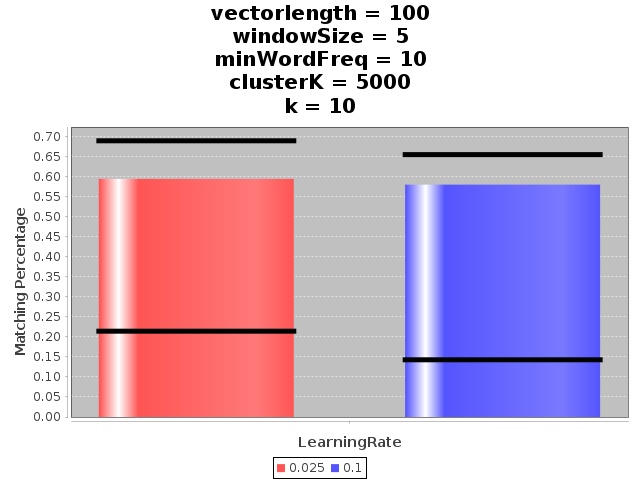 vectorlength = 100
windowSize = 5
minWordFreq = 10
clusterK = 5000
k = 10
Matching Percentage
0.70
0.65
0.60
0.55
0.50
0.45
0.40
0.35
0.30
0.25
0.20
0.15
0.10
0.05
0.00
LearningRate
0.025 0.1